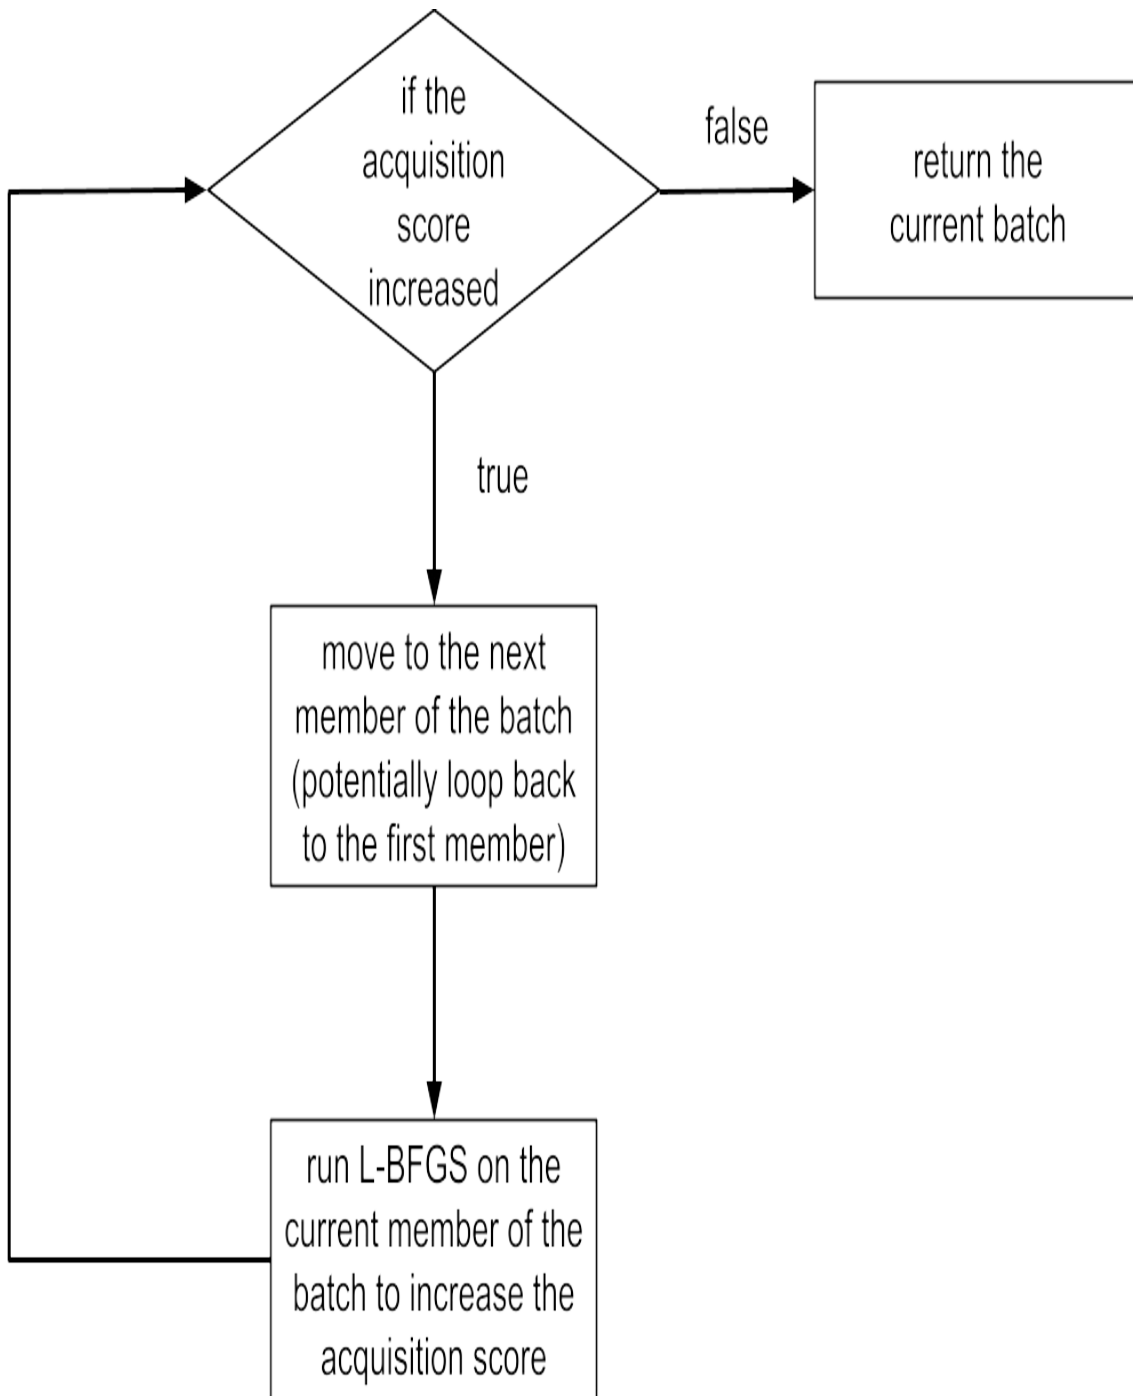 if the
acquisition
score
increased
false
return the
current batch
true
move to the next
member of the batch
(potentially loop back
to the first member)
run L-BFGS on the
current member of the
batch to increase the
acquisition score